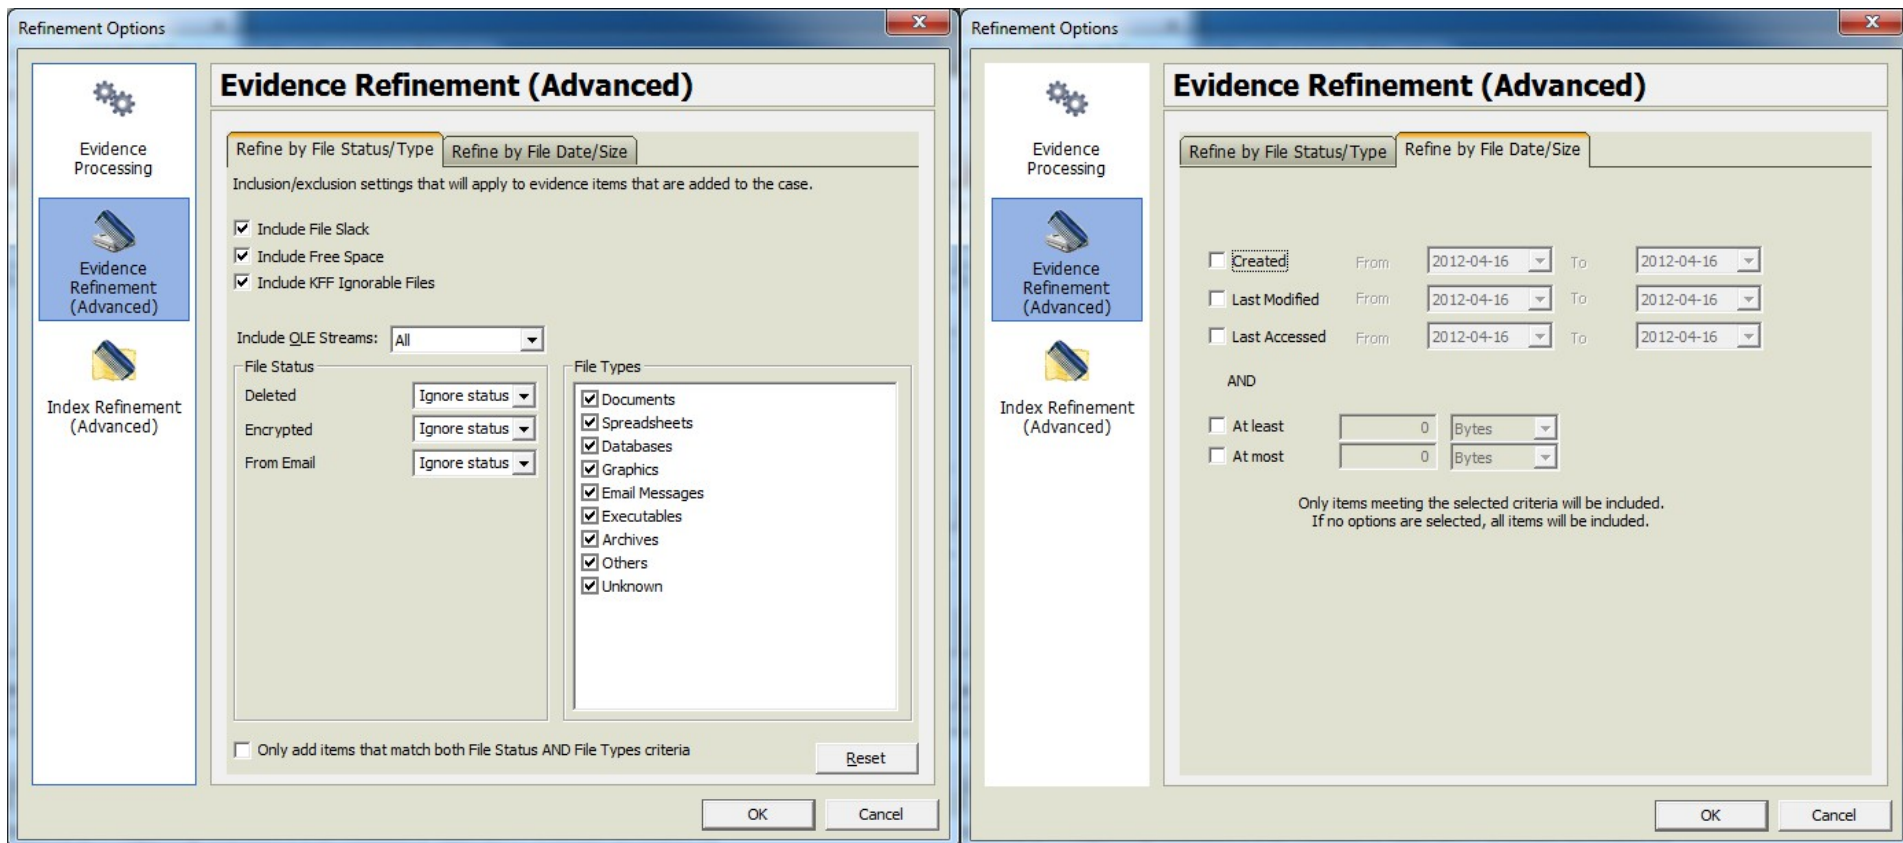 Refinement Options
Evidence
Processing
Evidence
Refinement
(Advanced)
Index Refinement
(Advanced)
Evidence Refinement (Advanced)
Refine by File Status/Type Refine by File Date/Size
Inclusion/exclusion settings that will apply to evidence items that are added to the case.
Include File Slack
Include Free Space
Include KFF Ignorable Files
Include OLE Streams: All
File Status
Deleted Ignore status
Encrypted Ignore status
From Email Ignore status
File Types
Documents
Spreadsheets
Databases
Graphics
Email Messages
Executables
Archives
Others
Unknown
Only add items that match both File Status AND File Types criteria
Reset
OK Cancel
Refinement Options
Evidence
Processing
Evidence
Refinement
(Advanced)
Index Refinement
(Advanced)
Evidence Refinement (Advanced)
Refine by File Status/Type Refine by File Date/Size
Created From 2012-04-16 To 2012-04-16
Last Modified From 2012-04-16 To 2012-04-16
Last Accessed From 2012-04-16 To 2012-04-16
AND
At least 0 Bytes
At most 0 Bytes
Only items meeting the selected criteria will be included.
If no options are selected, all items will be included.
OK Cancel